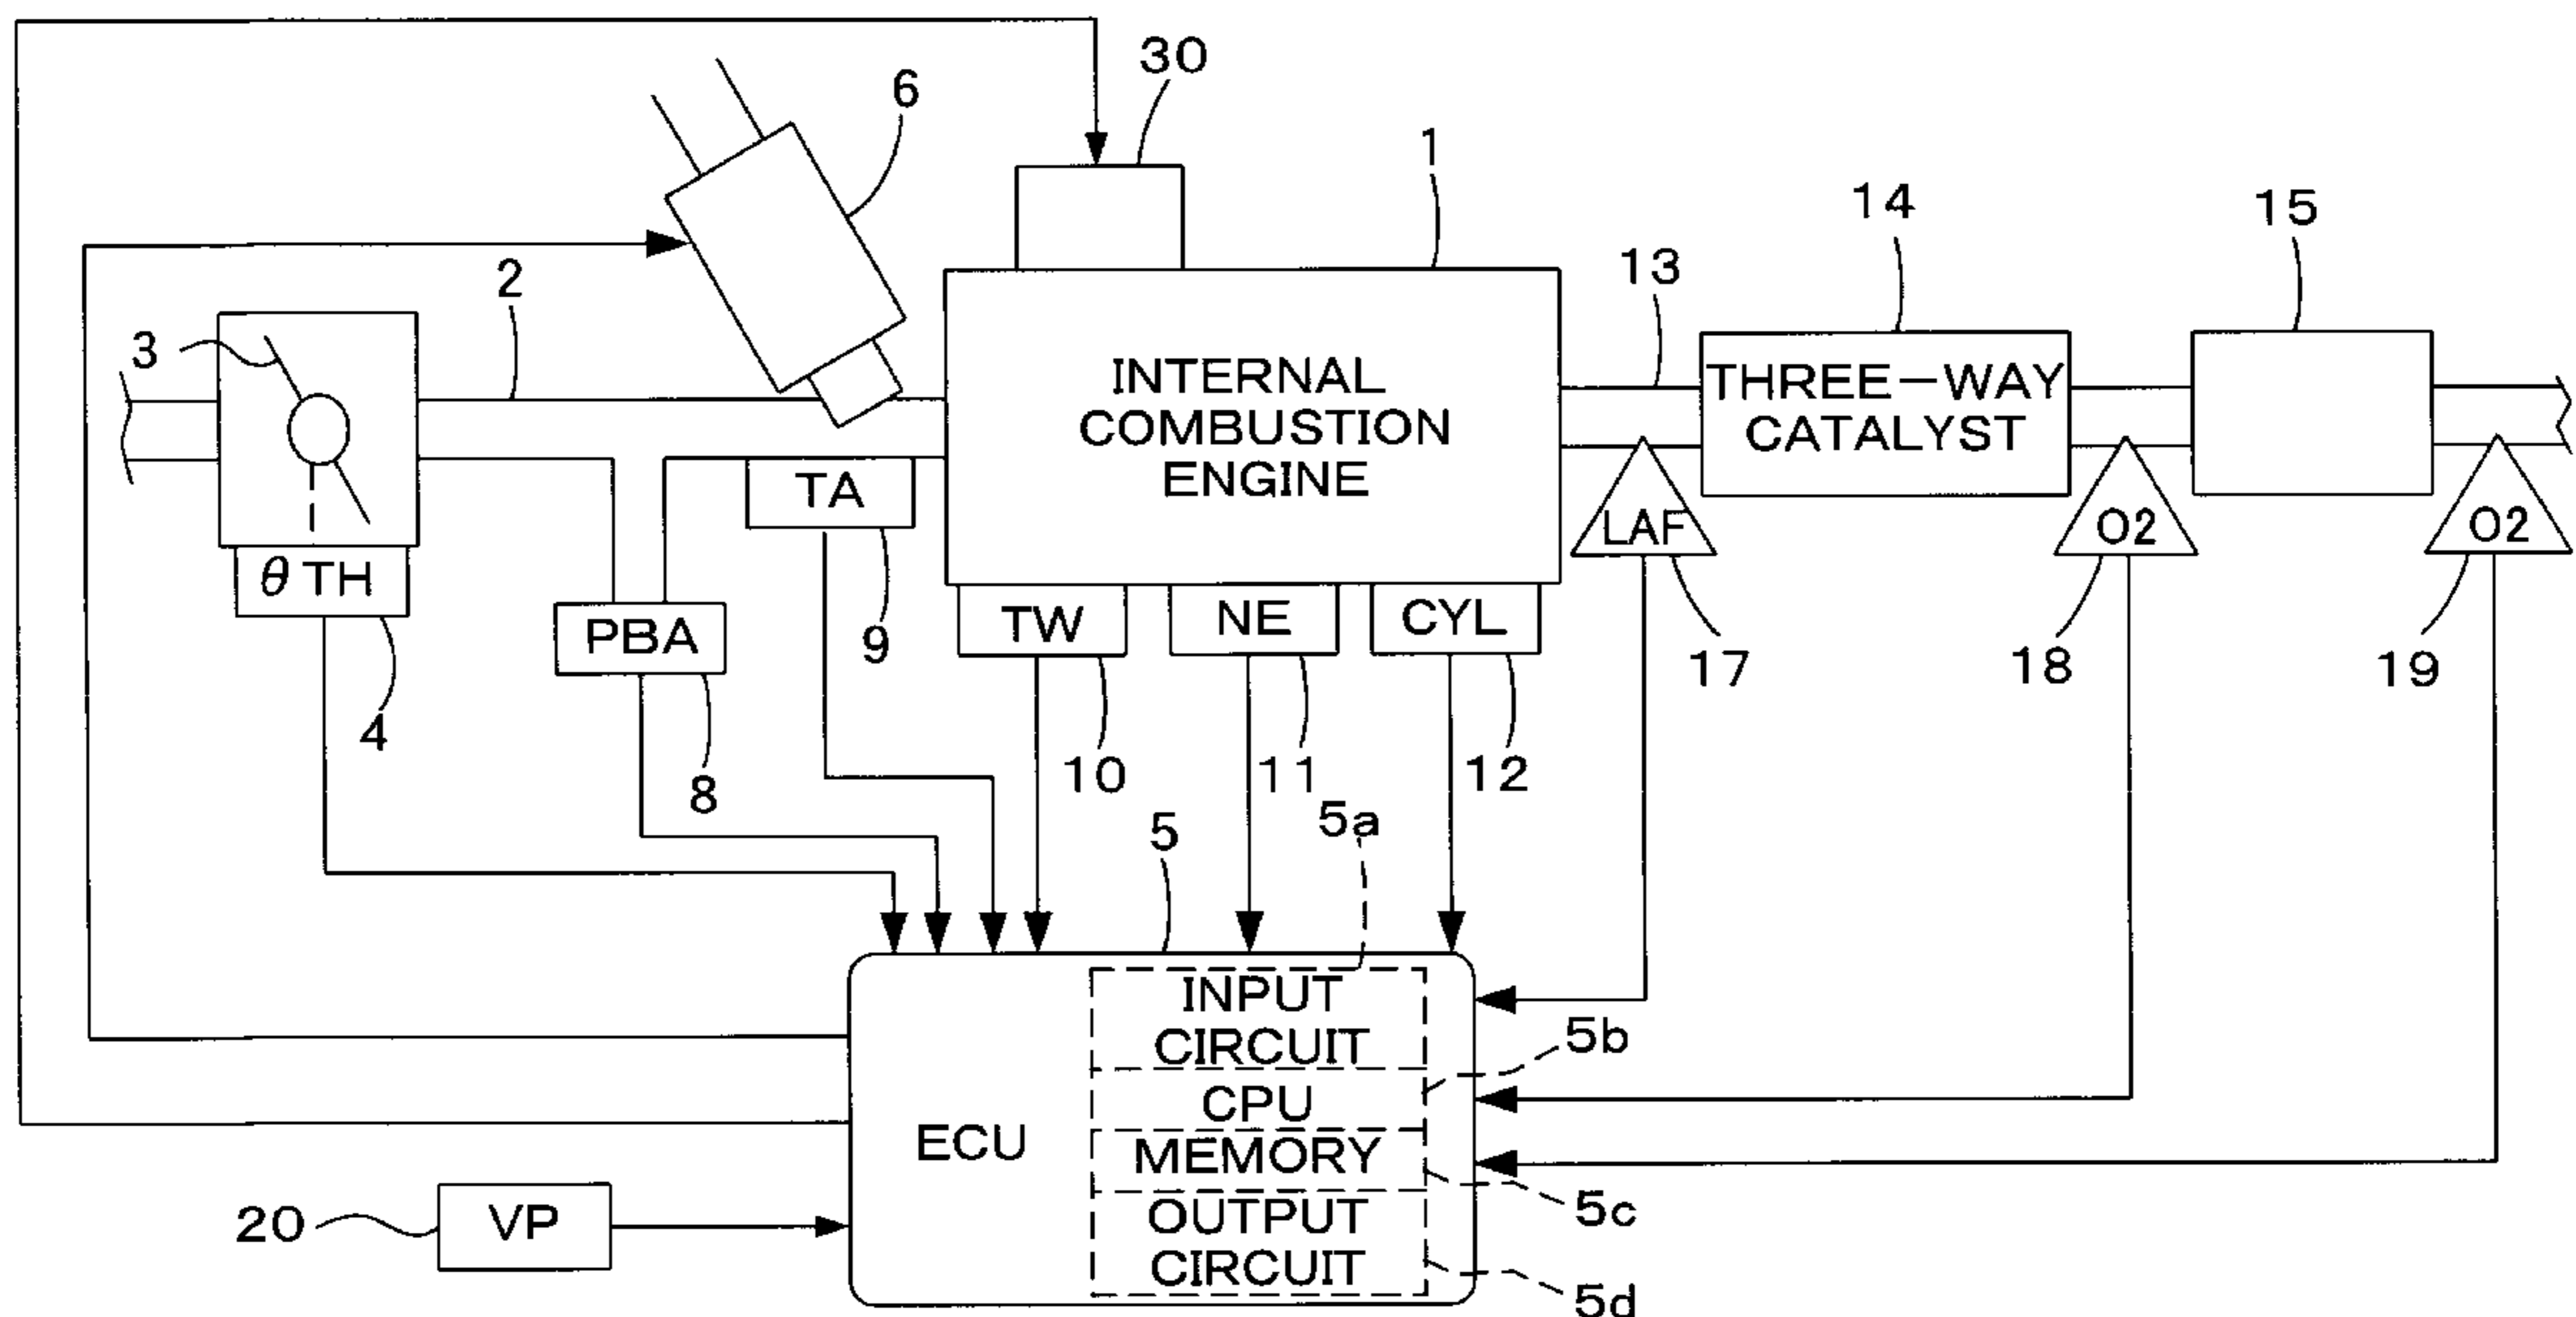 30
6
1
14
15
13
2
3
INTERNAL
COMBUSTION
ENGINE
THREE-WAY
CATALYST
TA
LAF
O2
O2
θ TH
PBA
TW
NE
CYL
9
17
18
19
4
8
10
11
12
5
5a
INPUT
CIRCUIT
5b
CPU
ECU
MEMORY
5c
20
VP
OUTPUT
CIRCUIT
5d